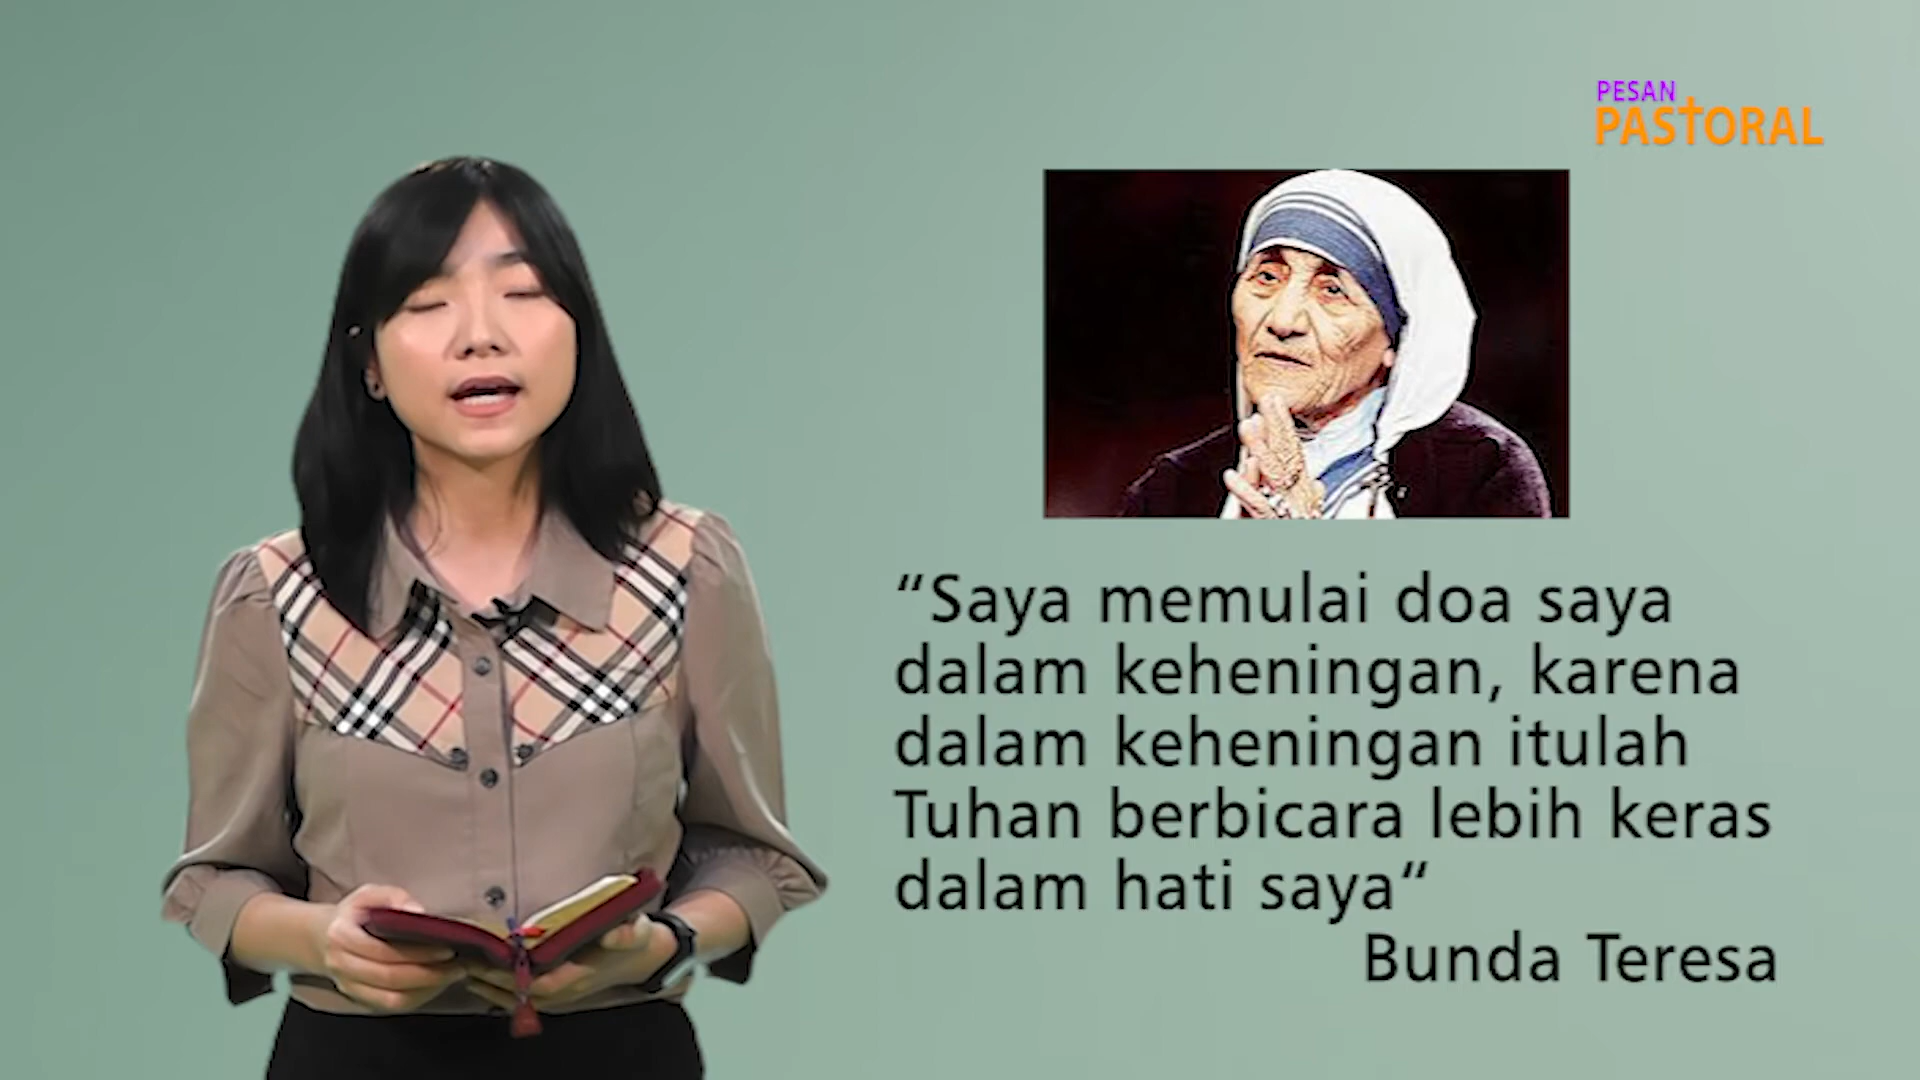 PESAN
PASTORAL
“Saya memulai doa saya
dalam keheningan, karena
dalam keheningan itulah
Tuhan berbicara lebih keras
dalam hati saya“
Bunda Teresa